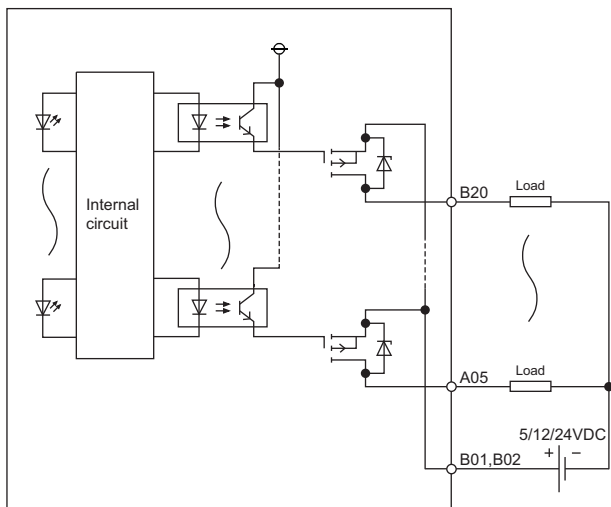 B20
Load
Internal
circuit
A05
Load
5/12/24VDC
+ −
B01,B02